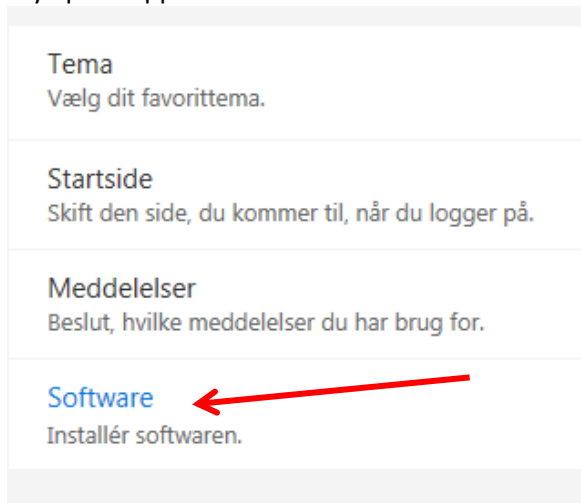 Tema
Vælg dit favorittema.
Startside
Skift den side, du kommer til, når du logger på.
Meddelelser
Beslut, hvilke meddelelser du har brug for.
Software
Installér softwaren.